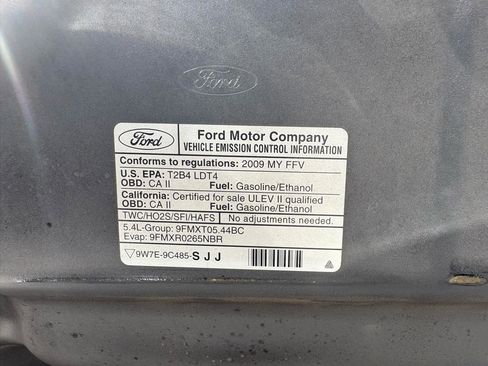 Ford
Ford
Ford Motor Company
VEHICLE EMISSION CONTROL INFORMATION
Conforms to regulations: 2009 MY FFV
U.S. EPA: T2B4 LDT4
OBD: CA II Fuel: Gasoline/Ethanol
California: Certified for sale ULEV II qualified
OBD: CA II Fuel: Gasoline/Ethanol
TWC/HO2S/SFI/HAFS No adjustments needed.
5.4L-Group: 9FMXT05.44BC
Evap: 9FMXR0265NBR
9W7E-9C485-SJJ